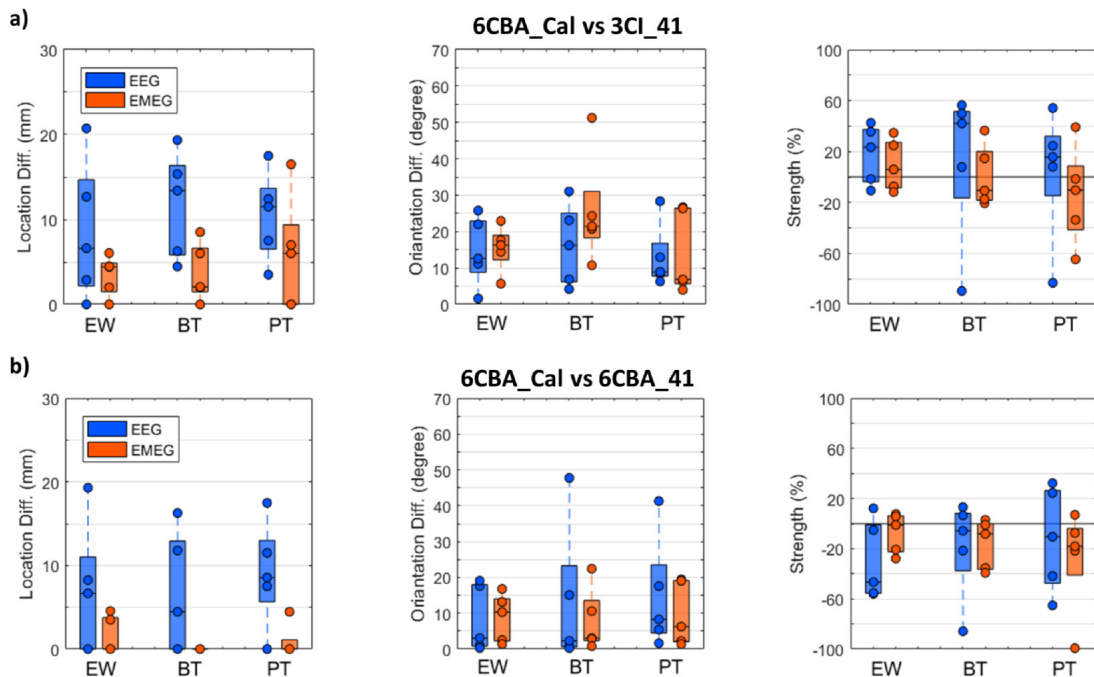 a)
6CBA_Cal vs 3CI_41
30
20
10
0
Location Diff. (mm)
EEG
EMEG
EW BT PT
70
60
50
40
30
20
10
0
Oriantation Diff. (degree)
EW BT PT
100
60
20
-20
-60
-100
Strength (%)
EW BT PT
b)
6CBA_Cal vs 6CBA_41
30
20
10
0
Location Diff. (mm)
EEG
EMEG
EW BT PT
70
60
50
40
30
20
10
0
Oriantation Diff. (degree)
EW BT PT
100
60
20
-20
-60
-100
Strength (%)
EW BT PT